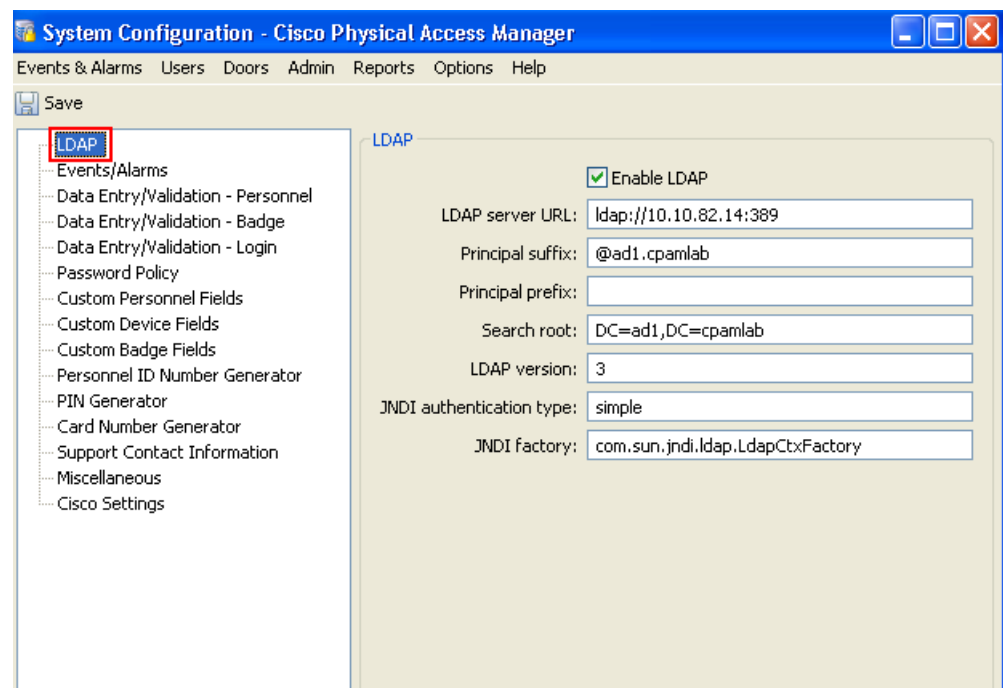 System Configuration - Cisco Physical Access Manager
Events & Alarms Users Doors Admin Reports Options Help
Save
LDAP
Events/Alarms
Data Entry/Validation - Personnel
Data Entry/Validation - Badge
Data Entry/Validation - Login
Password Policy
Custom Personnel Fields
Custom Device Fields
Custom Badge Fields
Personnel ID Number Generator
PIN Generator
Card Number Generator
Support Contact Information
Miscellaneous
Cisco Settings
LDAP
Enable LDAP
LDAP server URL: ldap://10.10.82.14:389
Principal suffix: @ad1.cpamlab
Principal prefix:
Search root: DC=ad1,DC=cpamlab
LDAP version: 3
JNDI authentication type: simple
JNDI factory: com.sun.jndi.ldap.LdapCtxFactory